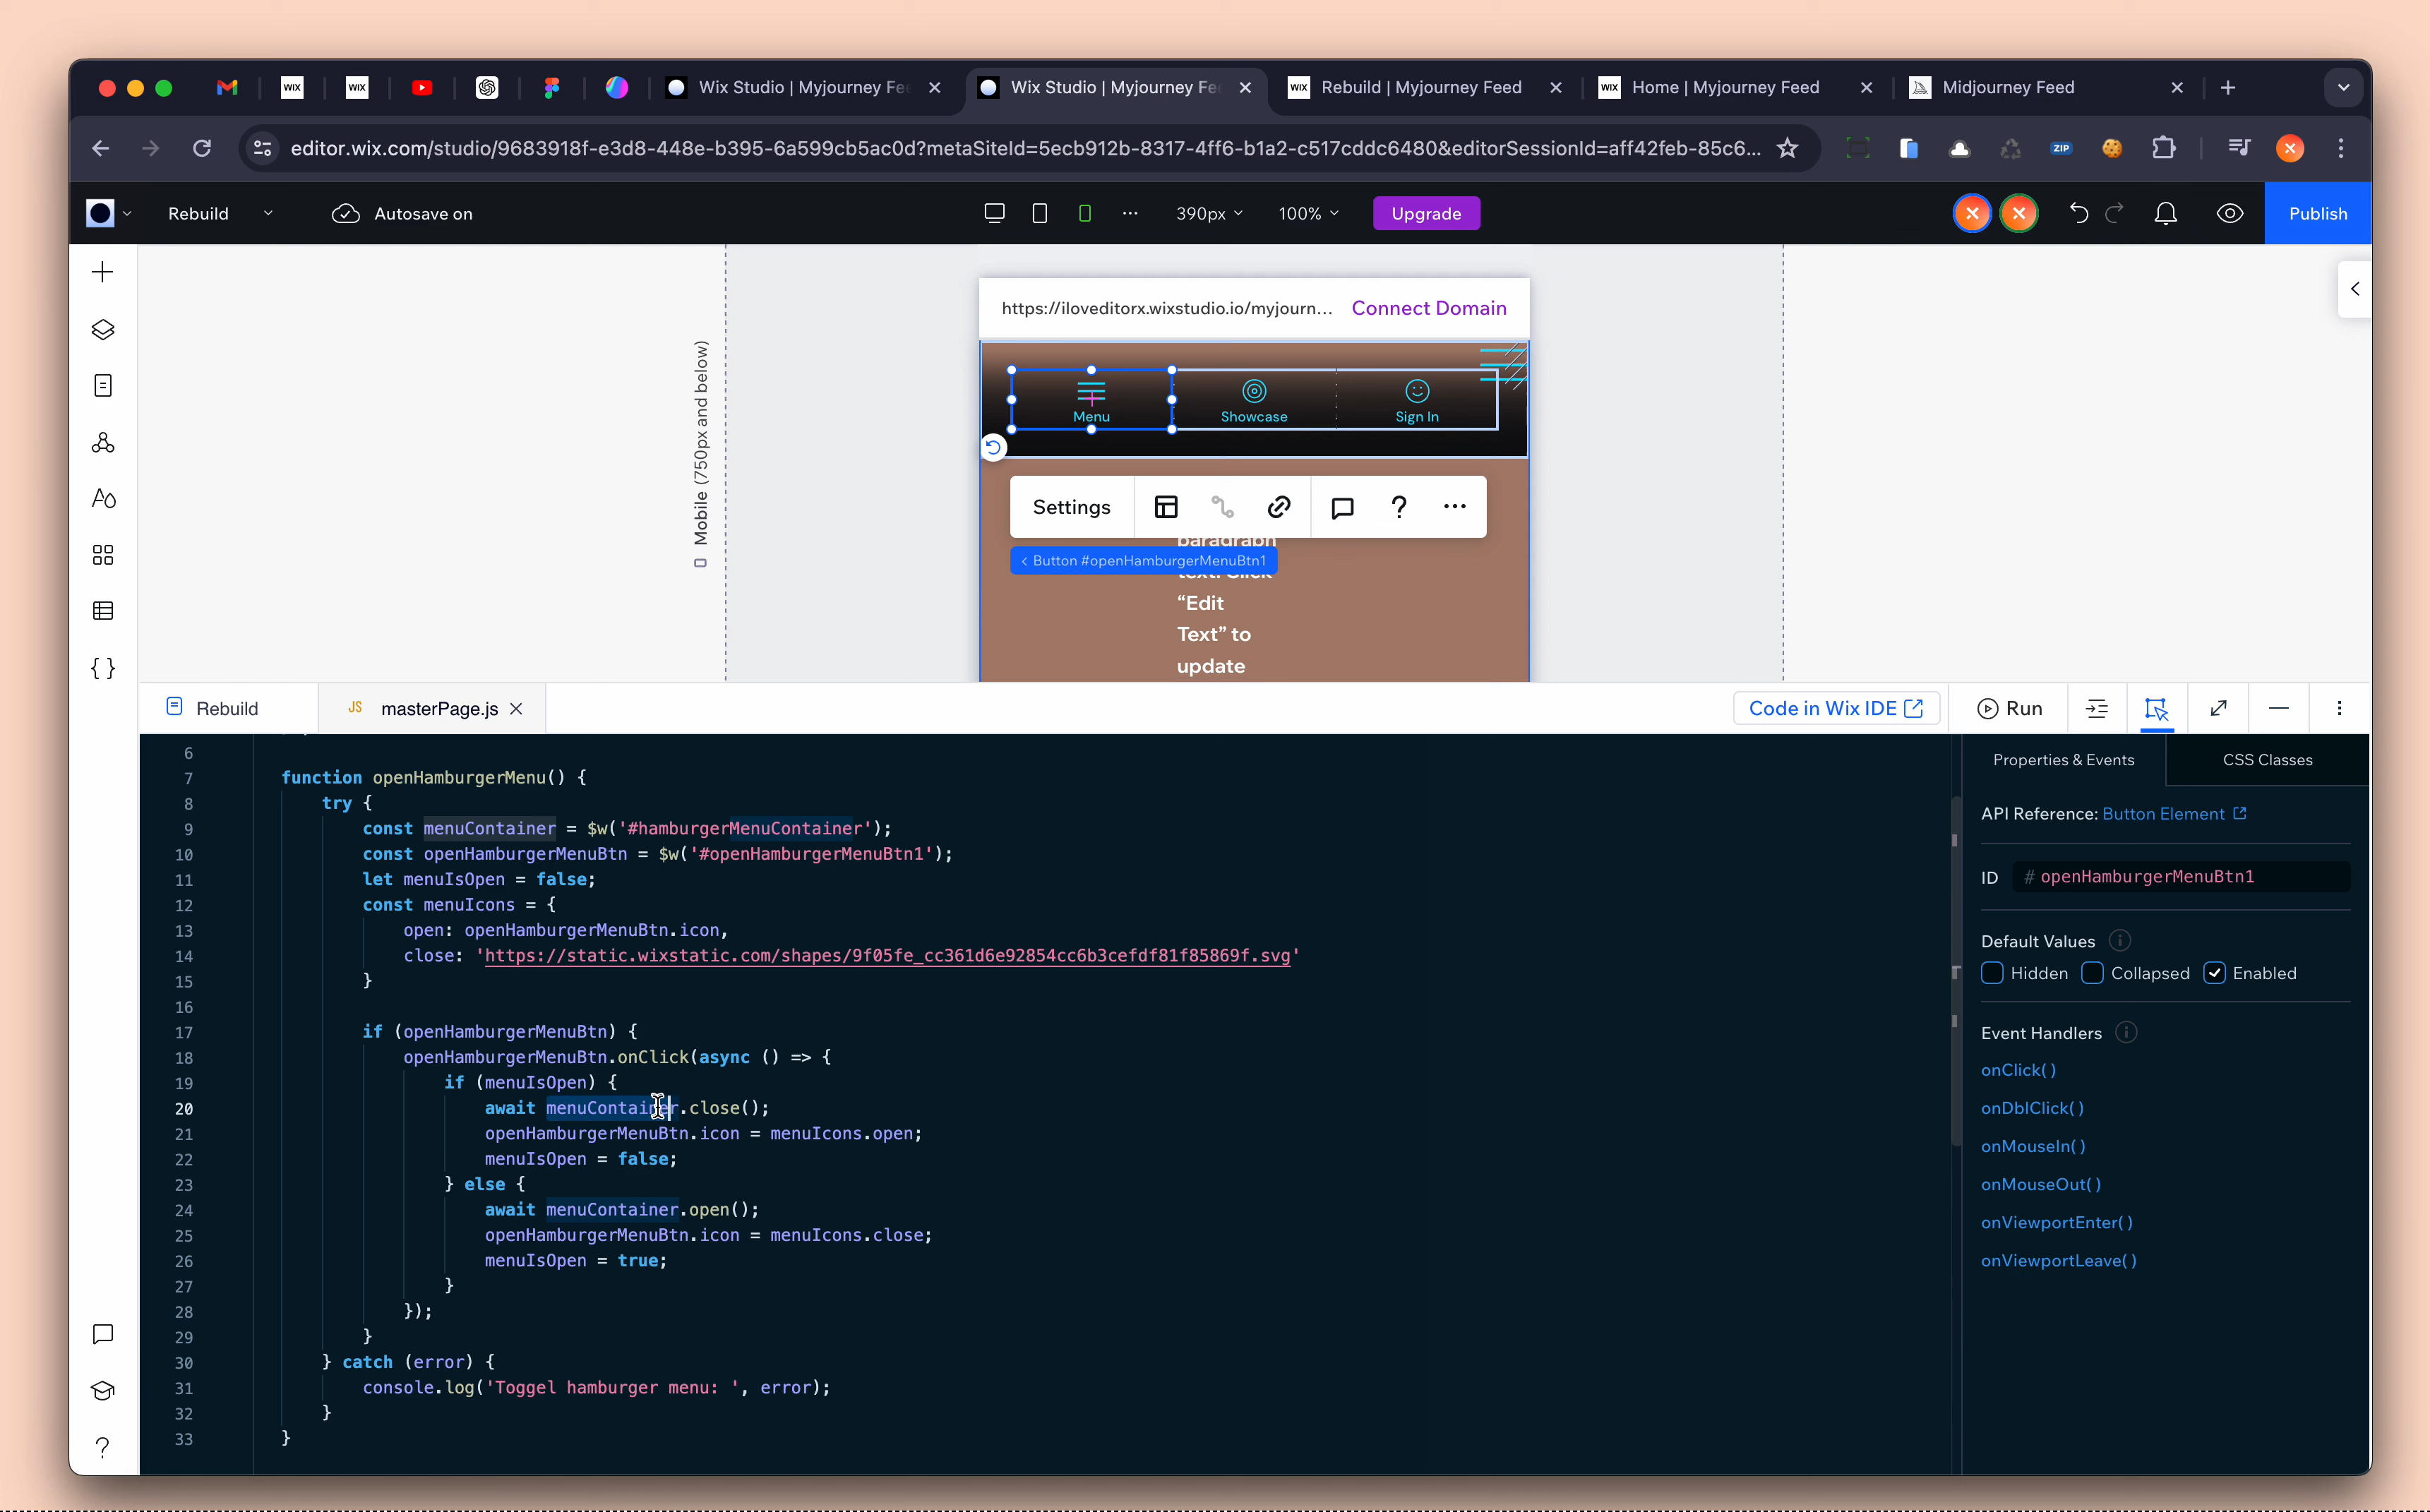 WIX
WIX
Wix Studio | Myjourney Fe
Wix Studio | Myjourney Fe
WIX
Rebuild | Myjourney Feed
WIX
Home | Myjourney Feed
Midjourney Feed
editor.wix.com/studio/9683918f-e3d8-448e-b395-6a599cb5ac0d?metaSiteId=5ecb912b-8317-4ff6-b1a2-c517cddc6480&editorSessionId=aff42feb-85c6...
ZIP
Rebuild
Autosave on
390px
100%
Upgrade
Publish
https://iloveditorx.wixstudio.io/myjourn...
Connect Domain
Mobile (750px and below)
Menu
Showcase
Sign In
Settings
paragraph
< Button #openHamburgerMenuBtn1
text. Click
“Edit
Text” to
update
Rebuild
JS masterPage.js
Code in Wix IDE
Run
6
7 function openHamburgerMenu() {
8 try {
9 const menuContainer = $w('#hamburgerMenuContainer');
10 const openHamburgerMenuBtn = $w('#openHamburgerMenuBtn1');
11 let menuIsOpen = false;
12 const menuIcons = {
13 open: openHamburgerMenuBtn.icon,
14 close: 'https://static.wixstatic.com/shapes/9f05fe_cc361d6e92854cc6b3cefdf81f85869f.svg'
15 }
16
17 if (openHamburgerMenuBtn) {
18 openHamburgerMenuBtn.onClick(async () => {
19 if (menuIsOpen) {
20 await menuContainer.close();
21 openHamburgerMenuBtn.icon = menuIcons.open;
22 menuIsOpen = false;
23 } else {
24 await menuContainer.open();
25 openHamburgerMenuBtn.icon = menuIcons.close;
26 menuIsOpen = true;
27 }
28 });
29 }
30 } catch (error) {
31 console.log('Toggel hamburger menu: ', error);
32 }
33 }
Properties & Events
CSS Classes
API Reference: Button Element
ID # openHamburgerMenuBtn1
Default Values
Hidden Collapsed Enabled
Event Handlers
onClick()
onDblClick()
onMouseIn()
onMouseOut()
onViewportEnter()
onViewportLeave()